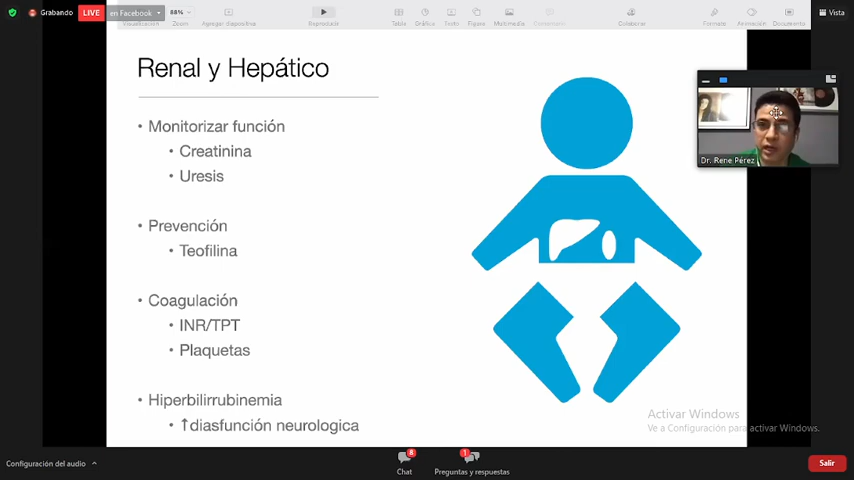 Grabando
LIVE
en Facebook
88%
Vista
Visualización
Zoom
Agregar diapositiva
Reproducir
Tabla
Gráfica
Texto
Figura
Multimedia
Comentario
Colaborar
Formato
Animación
Documento
Renal y Hepático
• Monitorizar función
• Creatinina
• Uresis
• Prevención
• Teofilina
• Coagulación
• INR/TPT
• Plaquetas
• Hiperbilirrubinemia
• ↑diasfunción neurologica
Dr. Rene Pérez
Activar Windows
Ve a Configuración para activar Windows.
Configuración del audio
8
Chat
1
Preguntas y respuestas
Salir